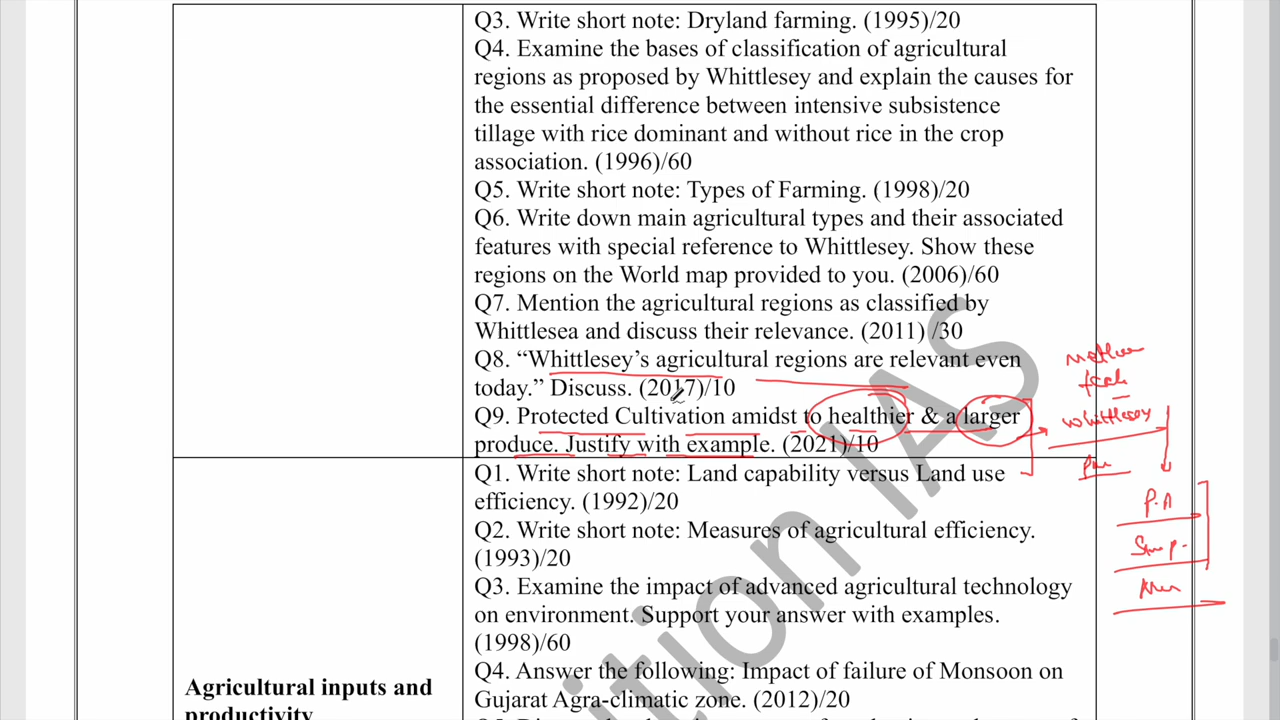 Q3. Write short note: Dryland farming. (1995)/20
Q4. Examine the bases of classification of agricultural
regions as proposed by Whittlesey and explain the causes for
the essential difference between intensive subsistence
tillage with rice dominant and without rice in the crop
association. (1996)/60
Q5. Write short note: Types of Farming. (1998)/20
Q6. Write down main agricultural types and their associated
features with special reference to Whittlesey. Show these
regions on the World map provided to you. (2006)/60
Q7. Mention the agricultural regions as classified by
Whittlesea and discuss their relevance. (2011) /30
Q8. “Whittlesey’s agricultural regions are relevant even
today.” Discuss. (2017)/10
Q9. Protected Cultivation amidst to healthier & a larger
produce. Justify with example. (2021)/10
Whittlesey
P.A
Q1. Write short note: Land capability versus Land use
efficiency. (1992)/20
Q2. Write short note: Measures of agricultural efficiency.
(1993)/20
Q3. Examine the impact of advanced agricultural technology
on environment. Support your answer with examples.
(1998)/60
Q4. Answer the following: Impact of failure of Monsoon on
Gujarat Agra-climatic zone. (2012)/20
Agricultural inputs and
productivity
ition IAS